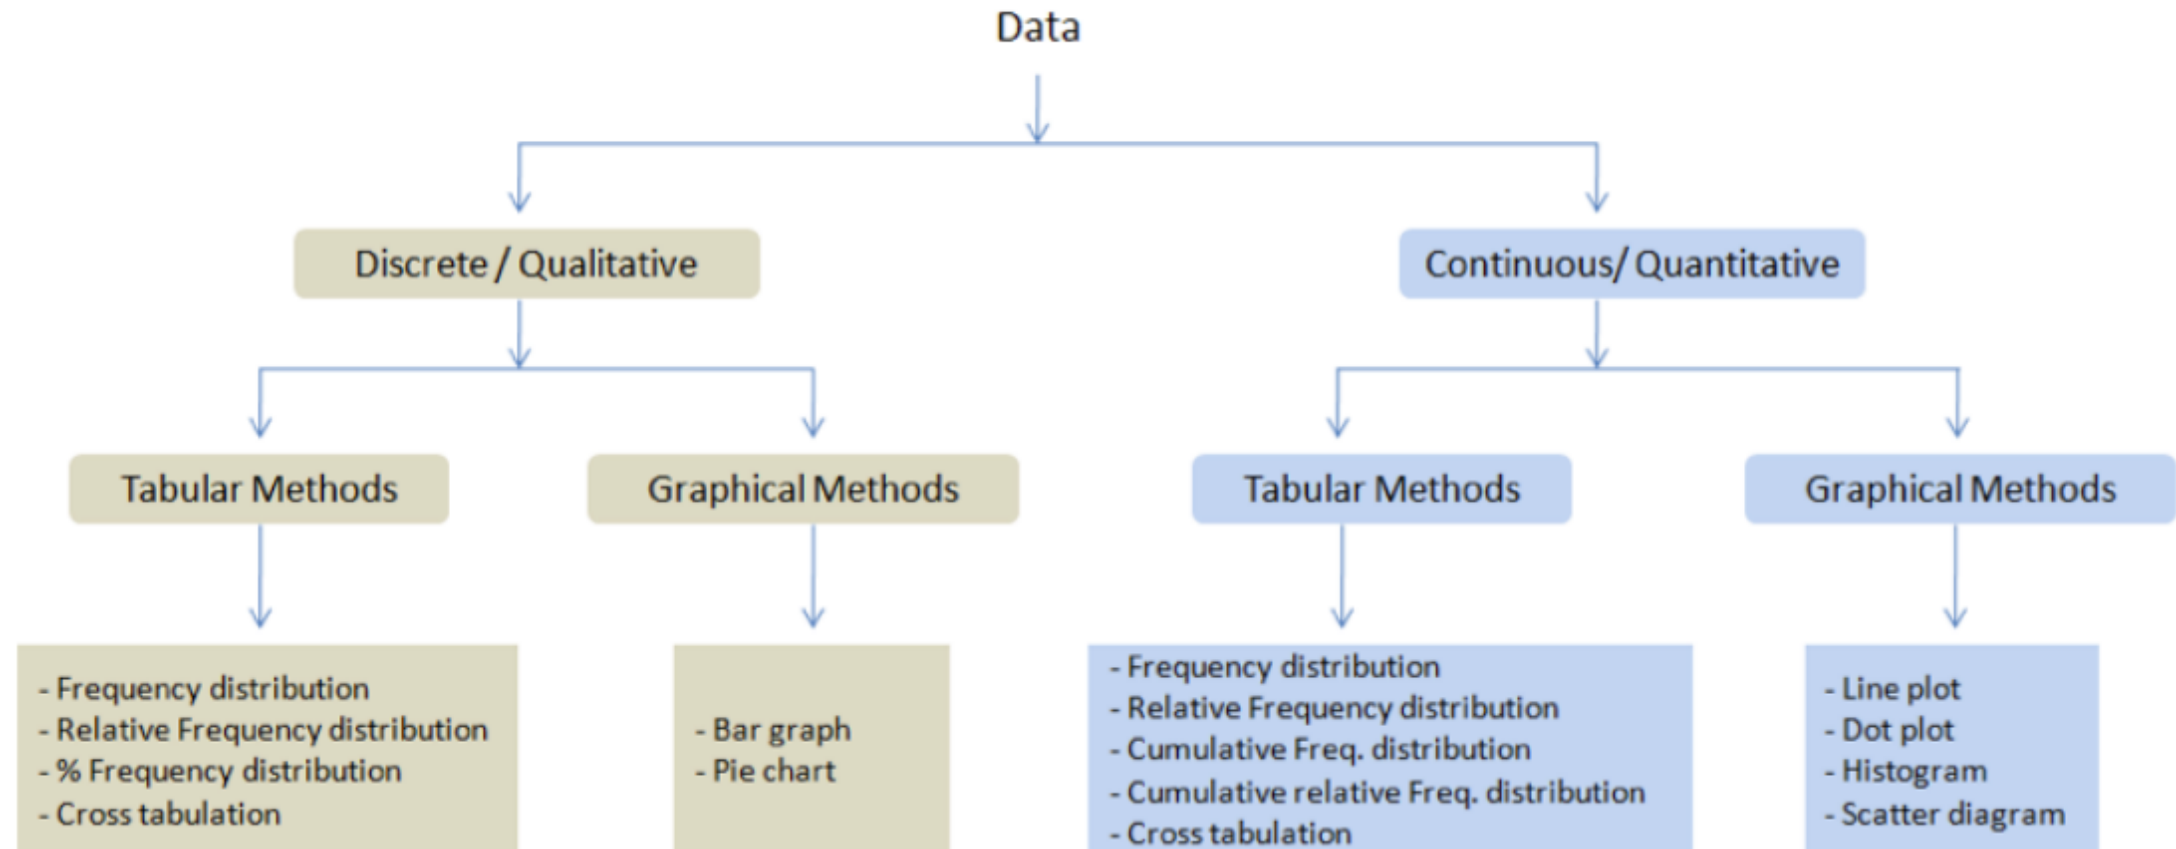 Data
Discrete / Qualitative
Continuous/ Quantitative
Tabular Methods
Graphical Methods
Tabular Methods
Graphical Methods
- Frequency distribution
- Relative Frequency distribution
- % Frequency distribution
- Cross tabulation
- Bar graph
- Pie chart
- Frequency distribution
- Relative Frequency distribution
- Cumulative Freq. distribution
- Cumulative relative Freq. distribution
- Cross tabulation
- Line plot
- Dot plot
- Histogram
- Scatter diagram